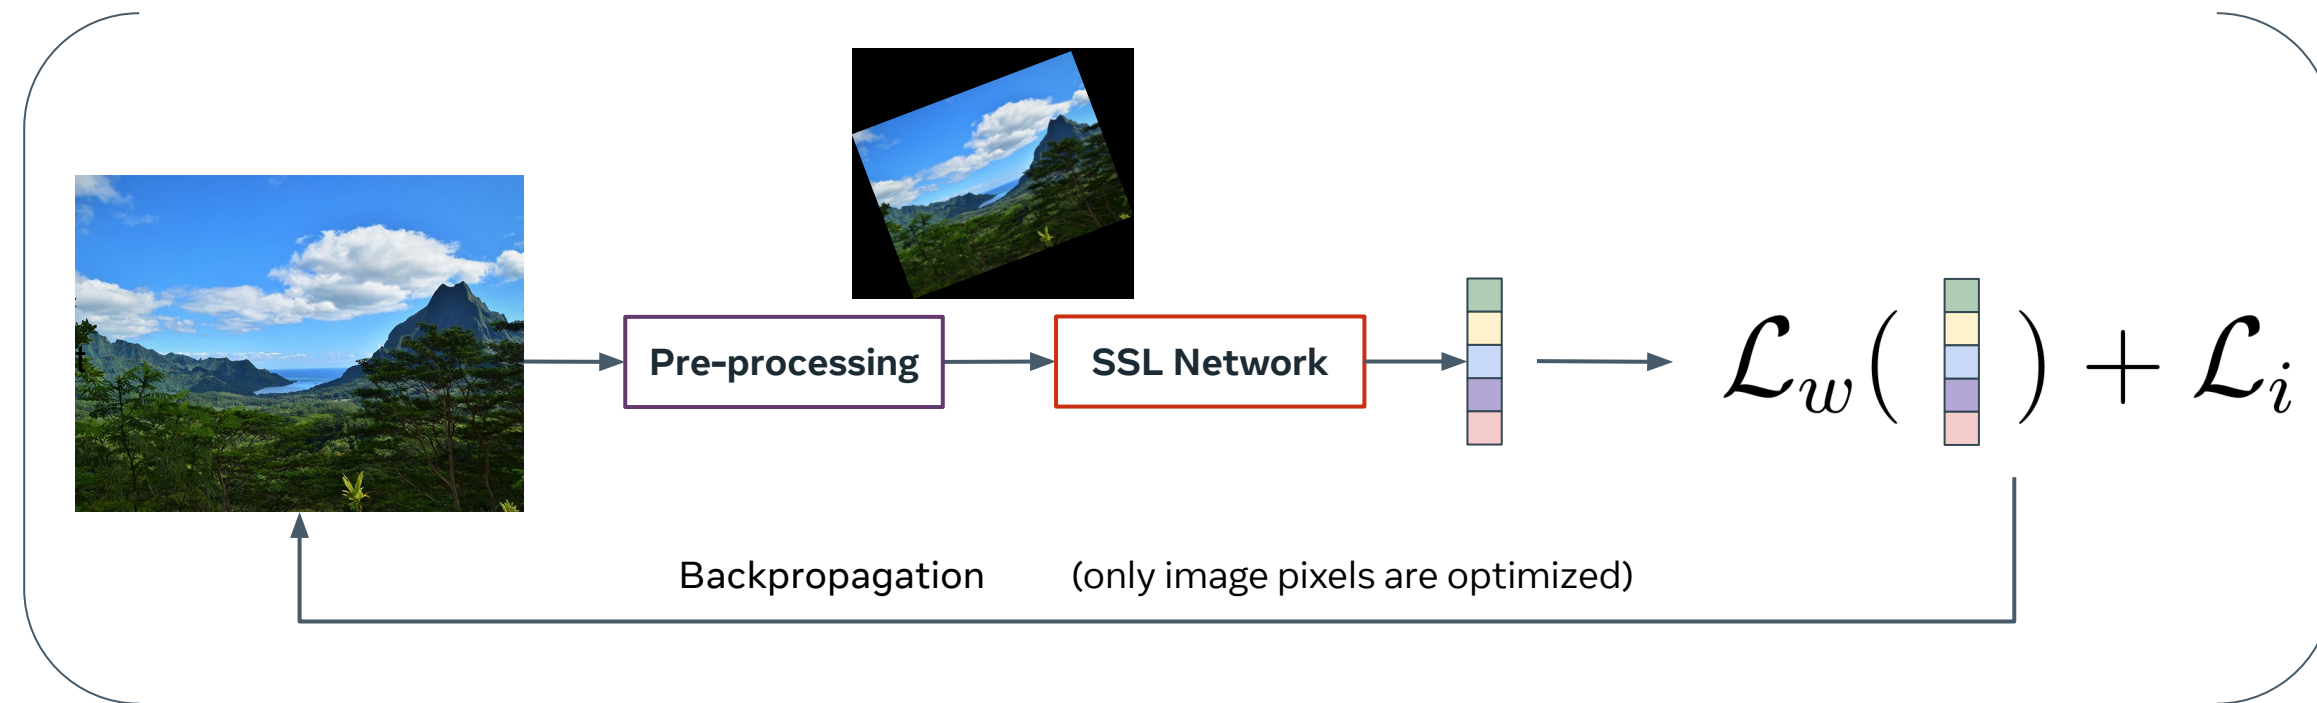 t
Pre-processing
SSL Network
ℒ_w( ) + ℒ_i
Backpropagation (only image pixels are optimized)